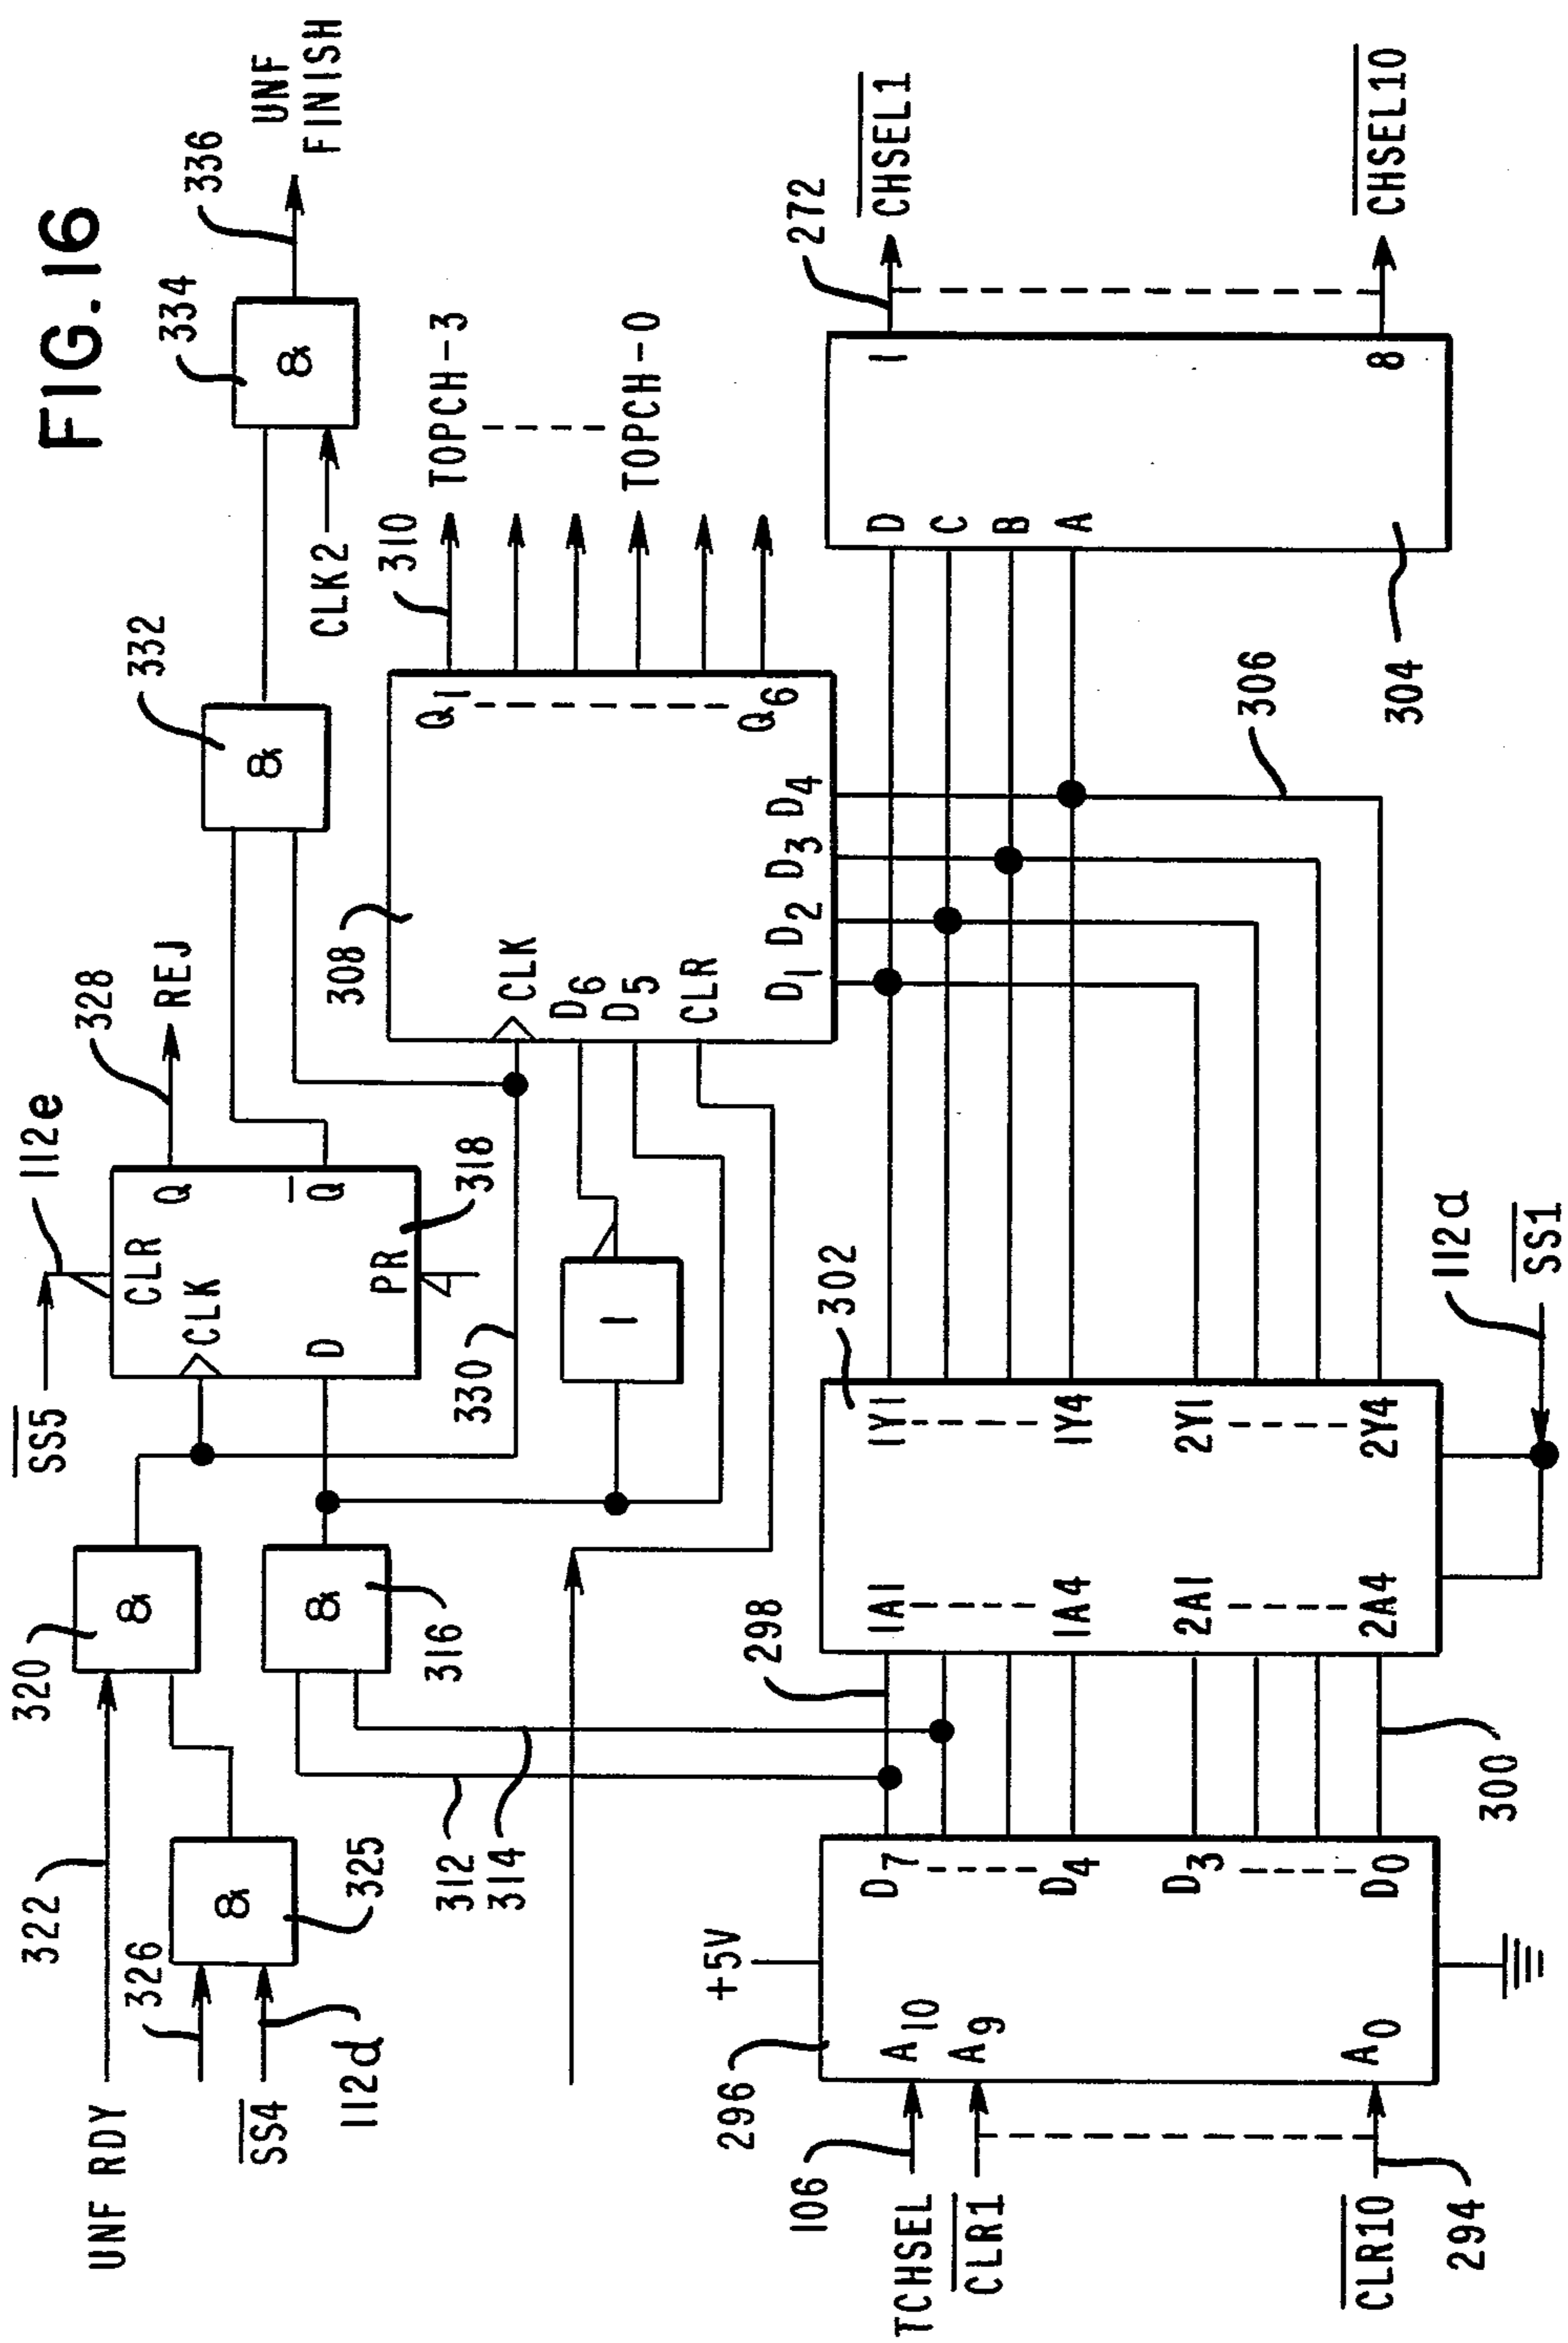 FIG. 16
UNF RDY
322
320
&
326
SS4
112d
&
325
SS5
112e
CLR
CLK
D
PR
Q
Q
318
328
REJ
&
316
312
314
330
1
332
&
334
&
CLK2
336
UNF
FINISH
308
CLK
D6
D5
CLR
D1 D2 D3 D4
Q1
Q6
310
TOPCH-3
TOPCH-0
TCHSEL
106
CLR1
CLR10
294
296
+5V
A10
A9
A0
D7
D4
D3
D0
298
300
302
1A1
1A4
2A1
2A4
1Y1
1Y4
2Y1
2Y4
112a
SS1
306
304
D
C
B
A
1
8
272
CHSEL1
CHSEL10